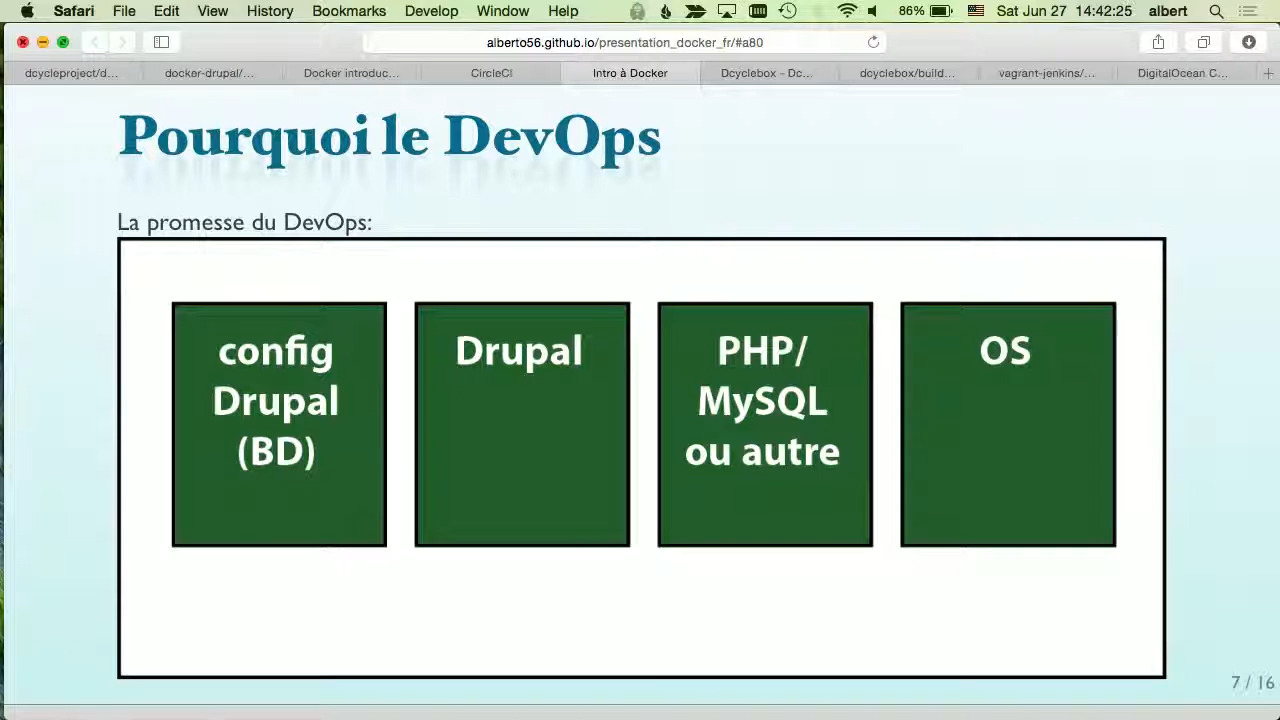 Safari File Edit View History Bookmarks Develop Window Help 86% Sat Jun 27 14:42:25 albert
alberto56.github.io/presentation_docker_fr/#a80
dcycleproject/d... docker-drupal/... Docker introduc... CircleCI Intro à Docker Dcyclebox - Dc... dcyclebox/build... vagrant-jenkins/... DigitalOcean C... +
Pourquoi le DevOps
La promesse du DevOps:
config
Drupal
(BD)
Drupal
PHP/
MySQL
ou autre
OS
7 / 16